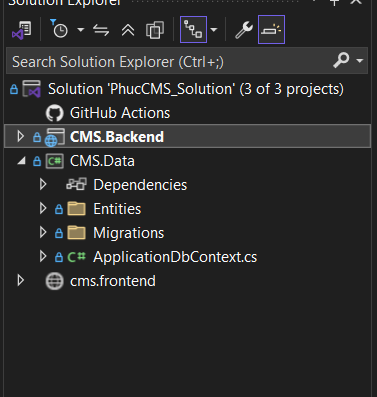 Solution Explorer
Search Solution Explorer (Ctrl+;)
Solution 'PhucCMS_Solution' (3 of 3 projects)
GitHub Actions
CMS.Backend
C# CMS.Data
Dependencies
Entities
Migrations
C# ApplicationDbContext.cs
cms.frontend